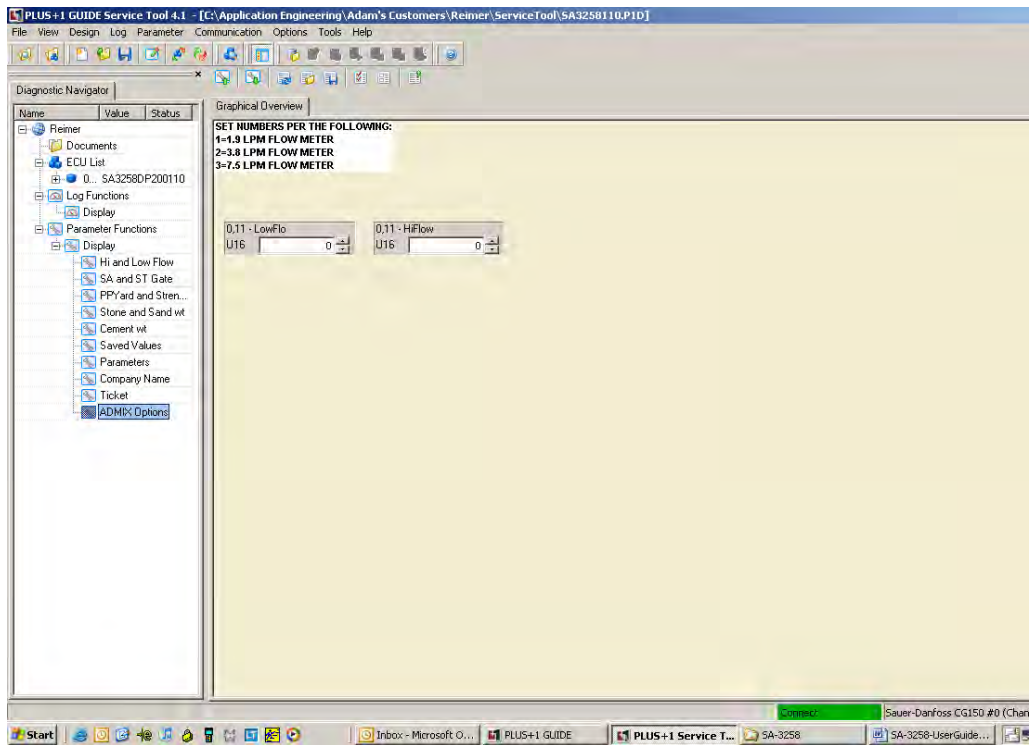 PLUS+1 GUIDE Service Tool 4.1 - [C:\Application Engineering\Adam's Customers\Reimer\ServiceTool\SA3258110.P1D]
File View Design Log Parameter Communication Options Tools Help
Diagnostic Navigator
Graphical Overview
Name Value Status
Reimer
Documents
ECU List
0... SA3258DP200110
Log Functions
Display
Parameter Functions
Display
Hi and Low Flow
SA and ST Gate
PPYard and Stren...
Stone and Sand wt
Cement wt
Saved Values
Parameters
Company Name
Ticket
ADMIX Options
SET NUMBERS PER THE FOLLOWING:
1=1.9 LPM FLOW METER
2=3.8 LPM FLOW METER
3=7.5 LPM FLOW METER
0,11 - LowFlo 0,11 - HiFlow
U16 0 U16 0
Connect Sauer-Danfoss CG150 #0 (Chan
Start Inbox - Microsoft O... PLUS+1 GUIDE PLUS+1 Service T... SA-3258 SA-3258-UserGuide...